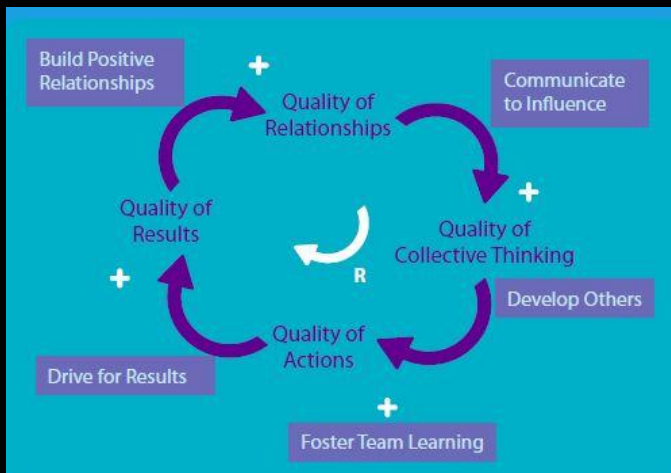 Build Positive
Relationships
+
Quality of
Relationships
Communicate
to Influence
+
Quality of
Collective Thinking
Develop Others
Quality of
Actions
+
Foster Team Learning
Drive for Results
+
Quality of
Results
R